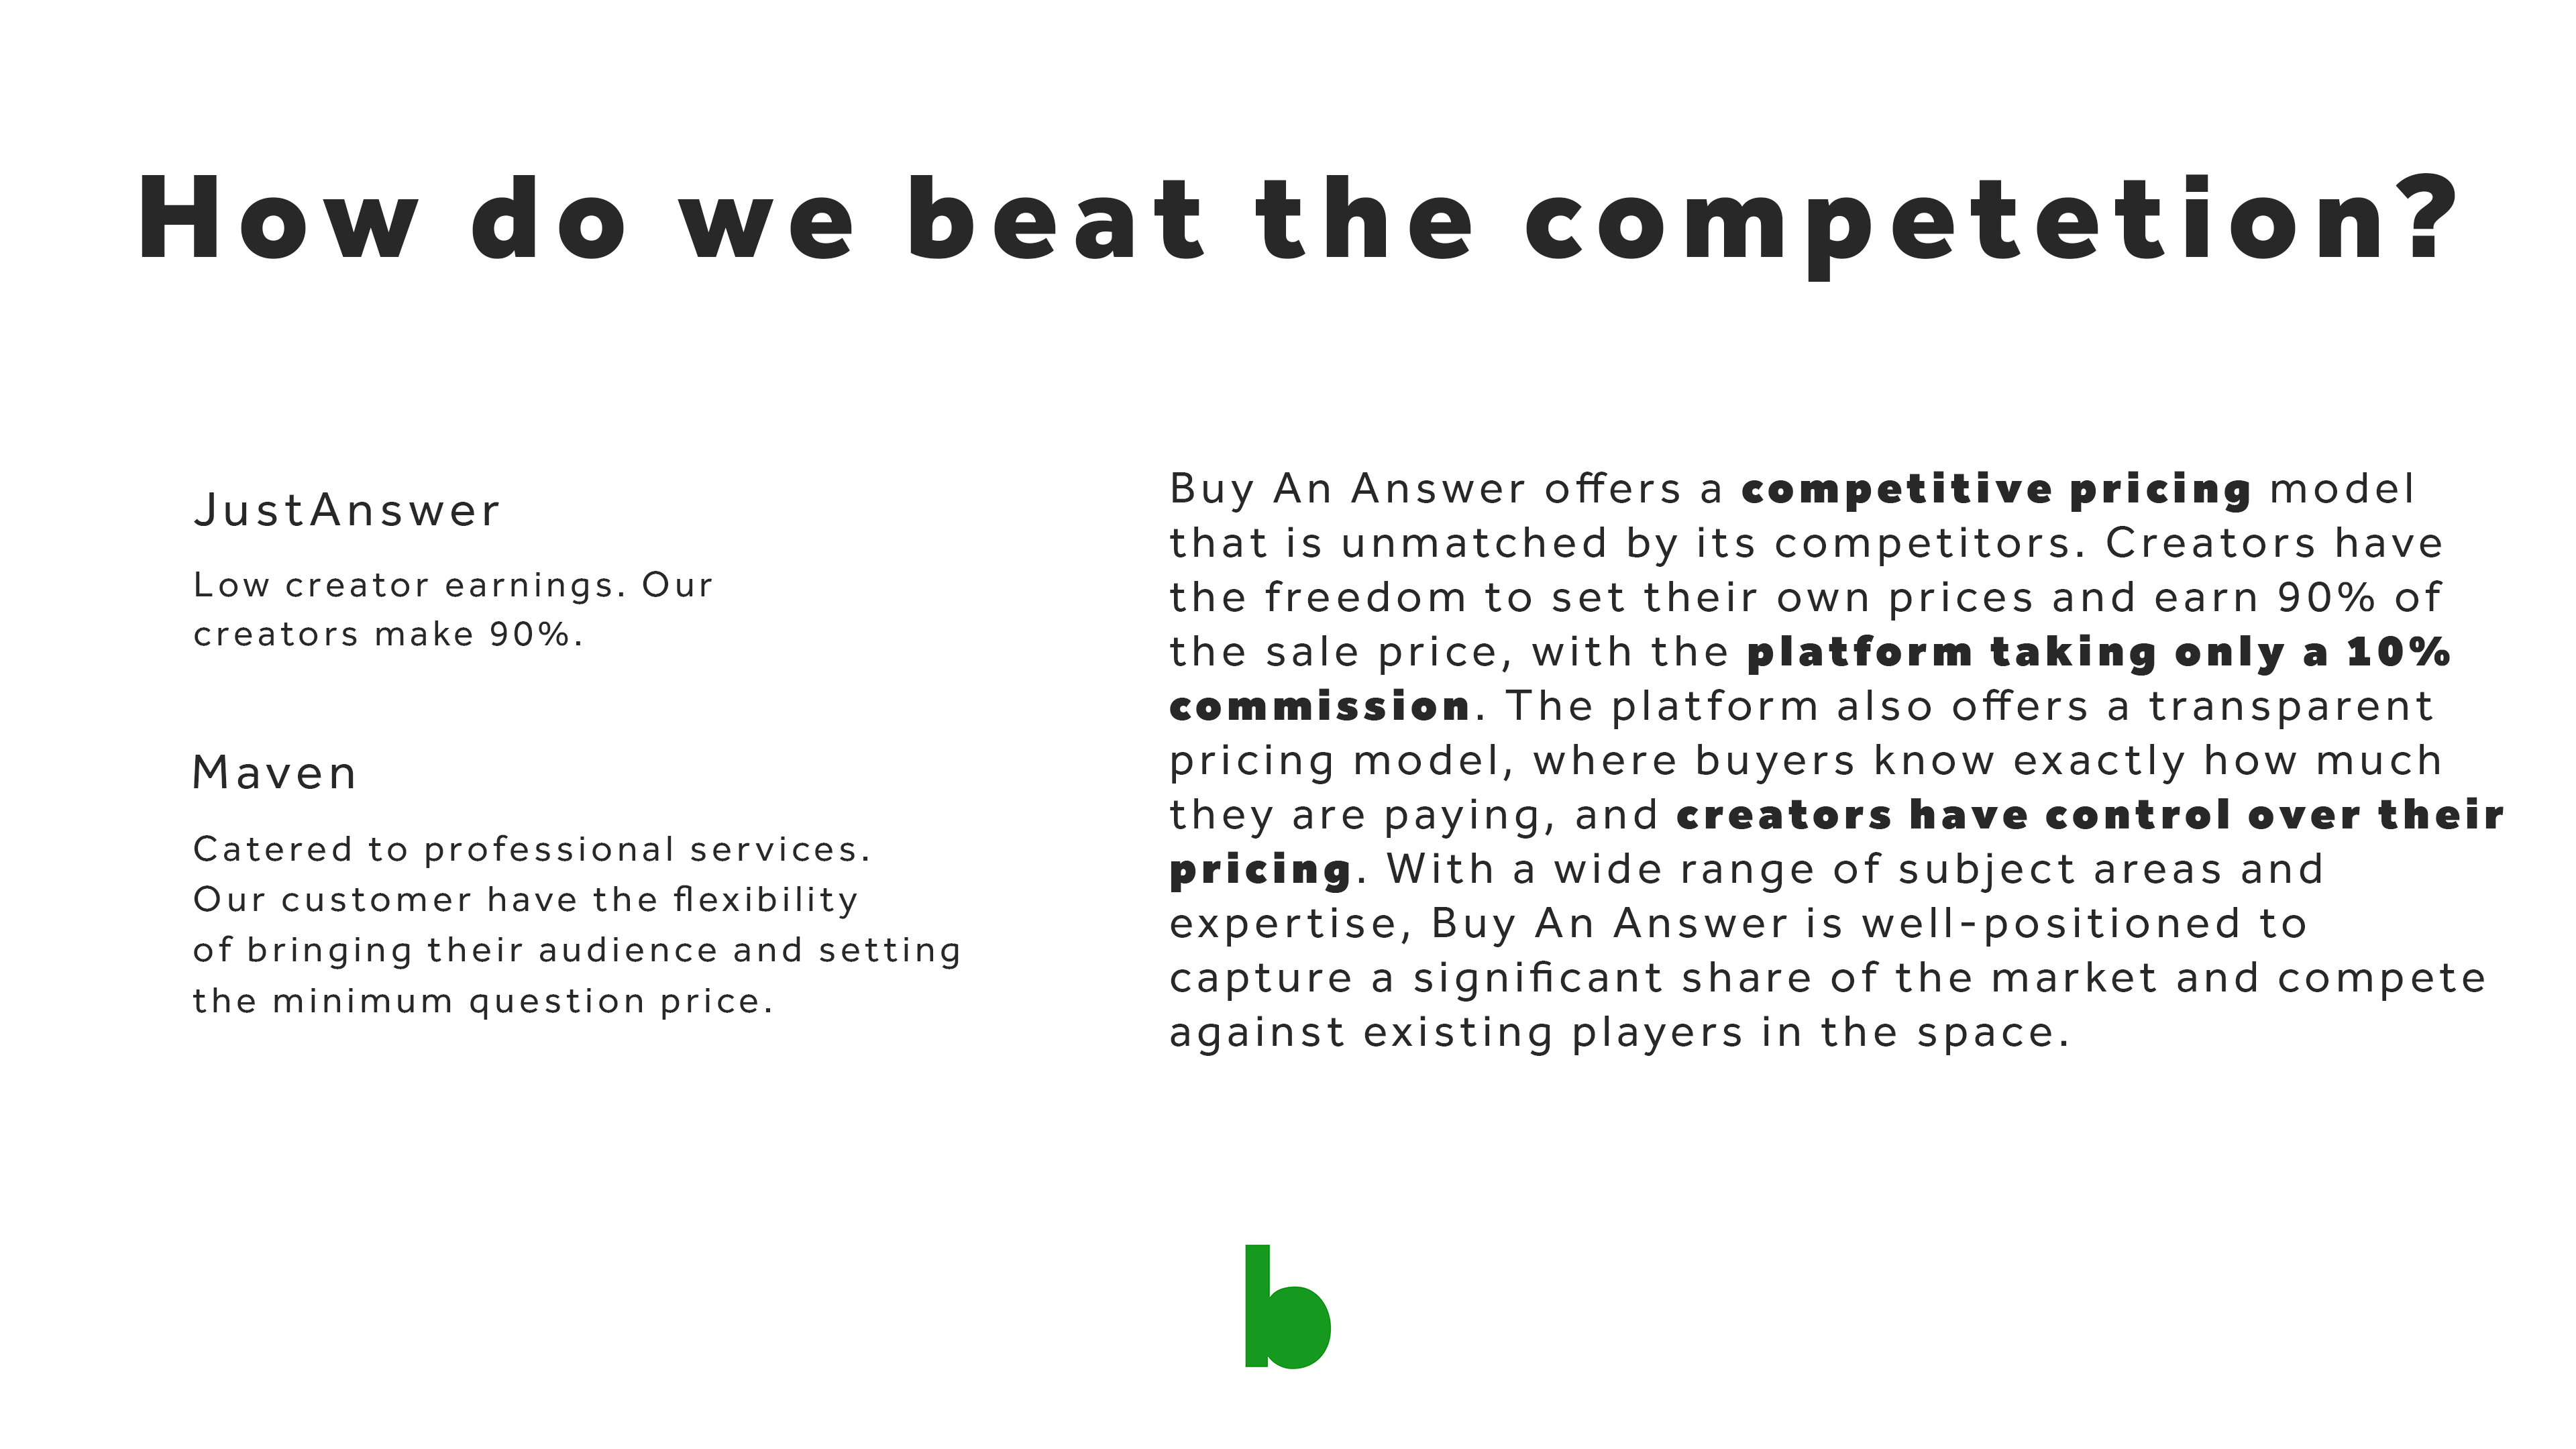 How do we beat the competetion?
JustAnswer
Low creator earnings. Our
creators make 90%.
Maven
Catered to professional services.
Our customer have the flexibility
of bringing their audience and setting
the minimum question price.
Buy An Answer offers a competitive pricing model
that is unmatched by its competitors. Creators have
the freedom to set their own prices and earn 90% of
the sale price, with the platform taking only a 10%
commission. The platform also offers a transparent
pricing model, where buyers know exactly how much
they are paying, and creators have control over their
pricing. With a wide range of subject areas and
expertise, Buy An Answer is well-positioned to
capture a significant share of the market and compete
against existing players in the space.
b